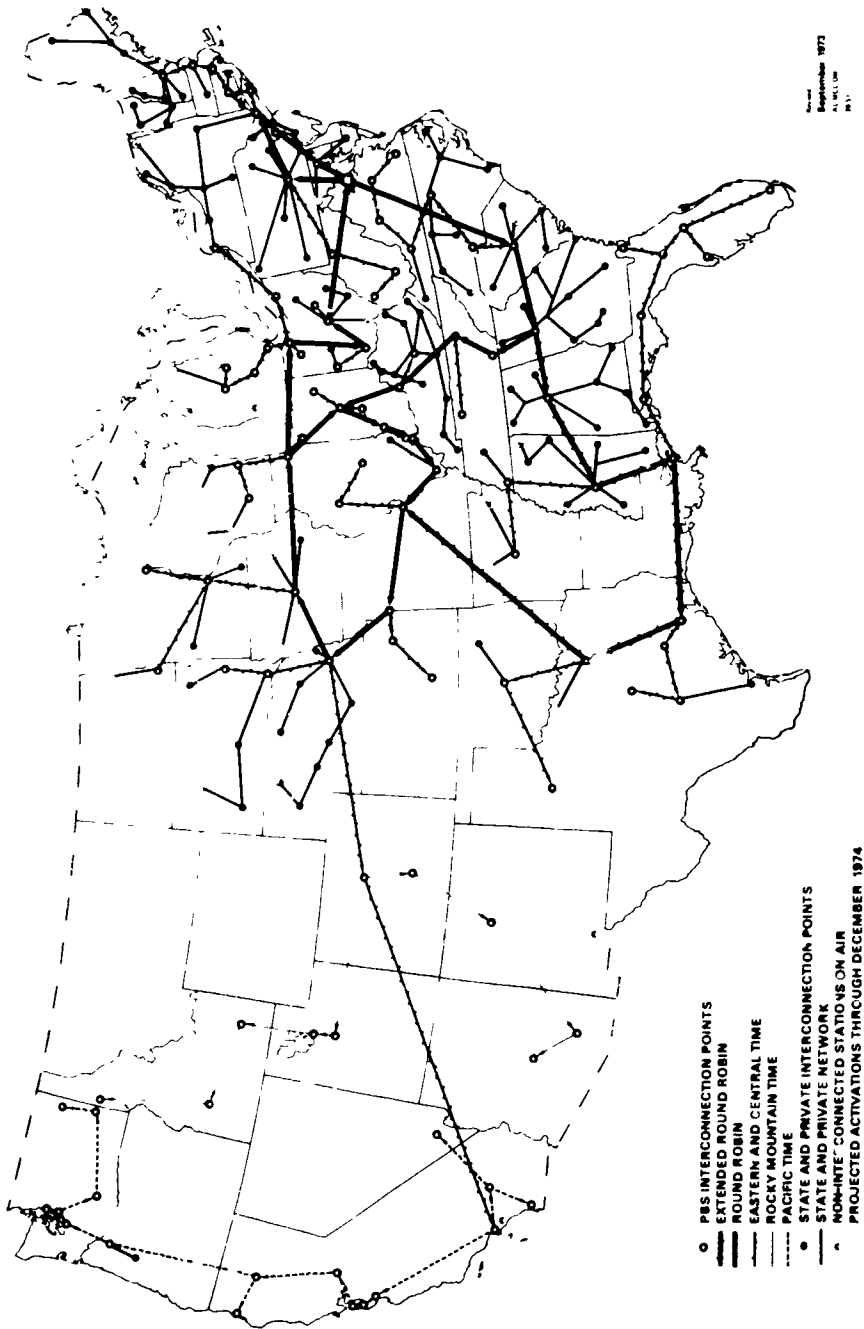 PBS INTERCONNECTION POINTS
EXTENDED ROUND ROBIN
ROUND ROBIN
EASTERN AND CENTRAL TIME
ROCKY MOUNTAIN TIME
PACIFIC TIME
STATE AND PRIVATE INTERCONNECTION POINTS
STATE AND PRIVATE NETWORK
CONNECTED STATIONS ON AIR
PROJECTED ACTIVATIONS THROUGH DECEMBER 1974
September 1973